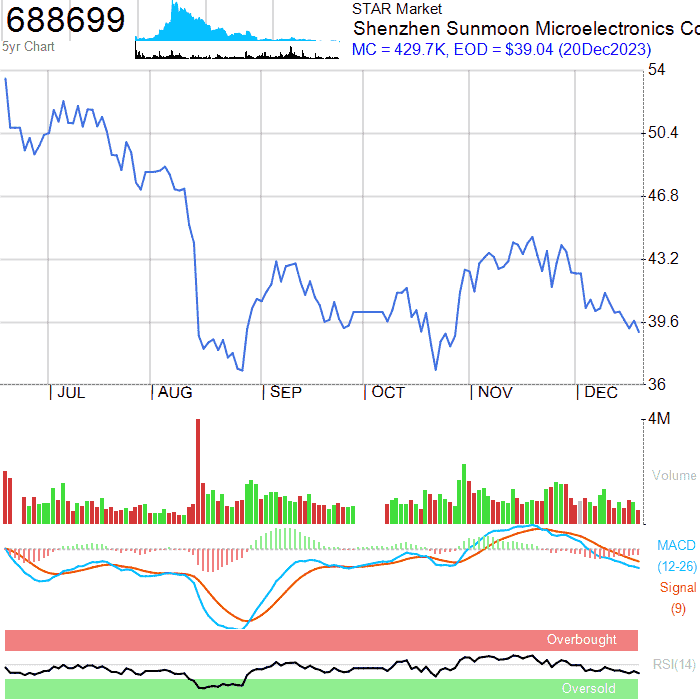 688699
5yr Chart
STAR Market
Shenzhen Sunmoon Microelectronics Co
MC = 429.7K, EOD = $39.04 (20Dec2023)
54
50.4
46.8
43.2
39.6
36
JUL AUG SEP OCT NOV DEC
4M
Volume
MACD
(12-26)
Signal
(9)
Overbought
RSI(14)
Oversold